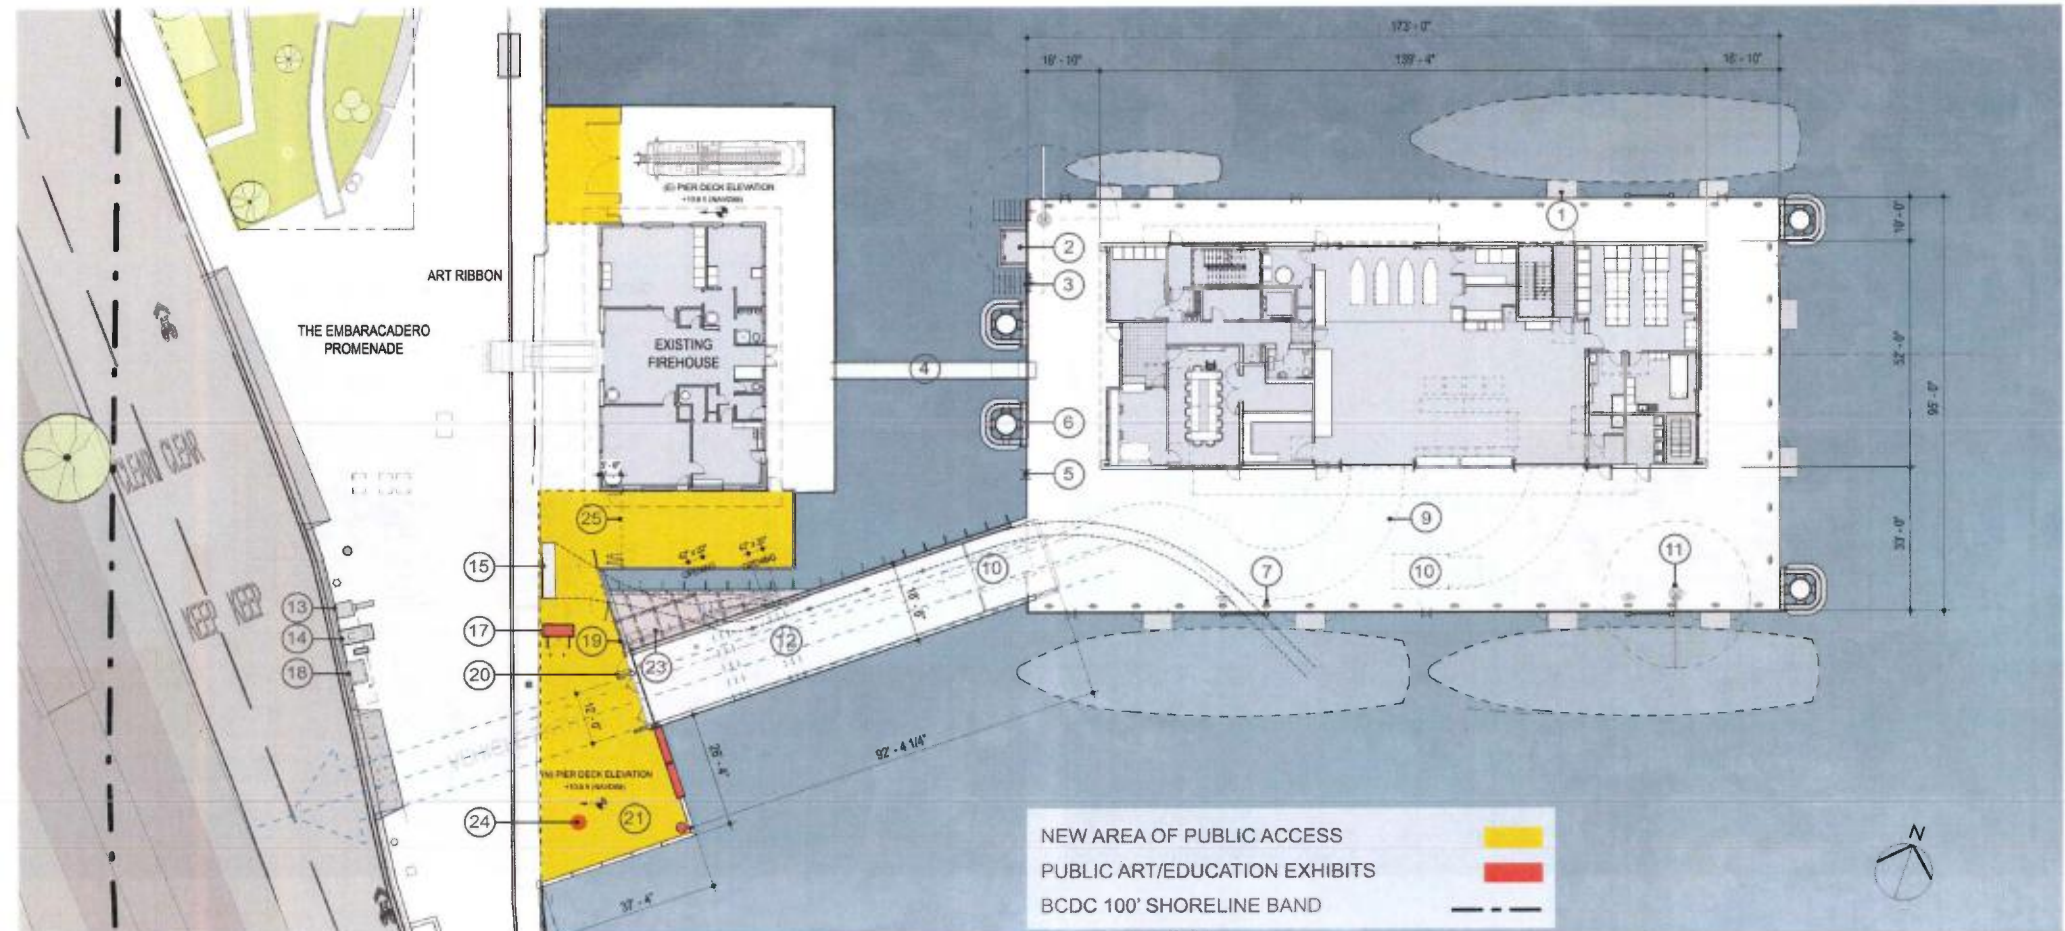 173' - 0"
16' - 10"
139' - 4"
16' - 10"
(E) PIER DECK ELEVATION
1
10' - 0"
2
ART RIBBON
3
THE EMBARACADERO
PROMENADE
EXISTING
FIREHOUSE
4
52' - 0"
95' - 0"
6
CLEAR
CLEAR
5
25
9
33' - 0"
11
15
10
10
7
KEEP
KEEP
13
14
17
19
12
18
20
23
26' - 4"
92' - 4 1/4"
PIER DECK ELEVATION
24
21
NEW AREA OF PUBLIC ACCESS
PUBLIC ART/EDUCATION EXHIBITS
BCDC 100' SHORELINE BAND
N